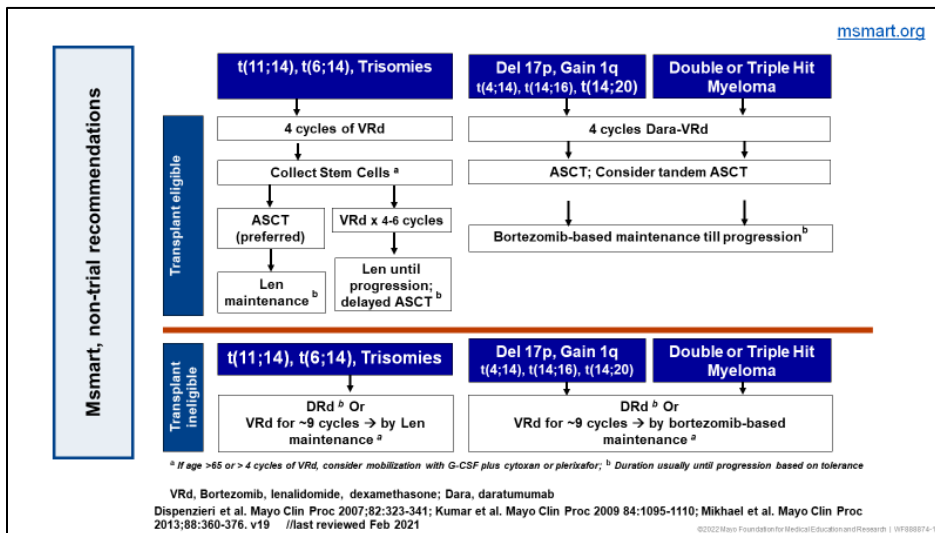 msmart.org
Msmart, non-trial recommendations
Transplant eligible
t(11;14), t(6;14), Trisomies
4 cycles of VRd
Collect Stem Cells a
ASCT
(preferred)
Len
maintenance b
VRd x 4-6 cycles
Len until
progression;
delayed ASCT b
Del 17p, Gain 1q
t(4;14), t(14;16), t(14;20)
Double or Triple Hit
Myeloma
4 cycles Dara-VRd
ASCT; Consider tandem ASCT
Bortezomib-based maintenance till progression b
Transplant
ineligible
t(11;14), t(6;14), Trisomies
DRd b Or
VRd for ~9 cycles → by Len
maintenance a
Del 17p, Gain 1q
t(4;14), t(14;16), t(14;20)
Double or Triple Hit
Myeloma
DRd b Or
VRd for ~9 cycles → by bortezomib-based
maintenance a
a If age >65 or > 4 cycles of VRd, consider mobilization with G-CSF plus cytoxan or plerixafor; b Duration usually until progression based on tolerance
VRd, Bortezomib, lenalidomide, dexamethasone; Dara, daratumumab
Dispenzieri et al. Mayo Clin Proc 2007;82:323-341; Kumar et al. Mayo Clin Proc 2009 84:1095-1110; Mikhael et al. Mayo Clin Proc
2013;88:360-376. v19 //last reviewed Feb 2021
©2022 Mayo Foundation for Medical Education and Research | WF888874-